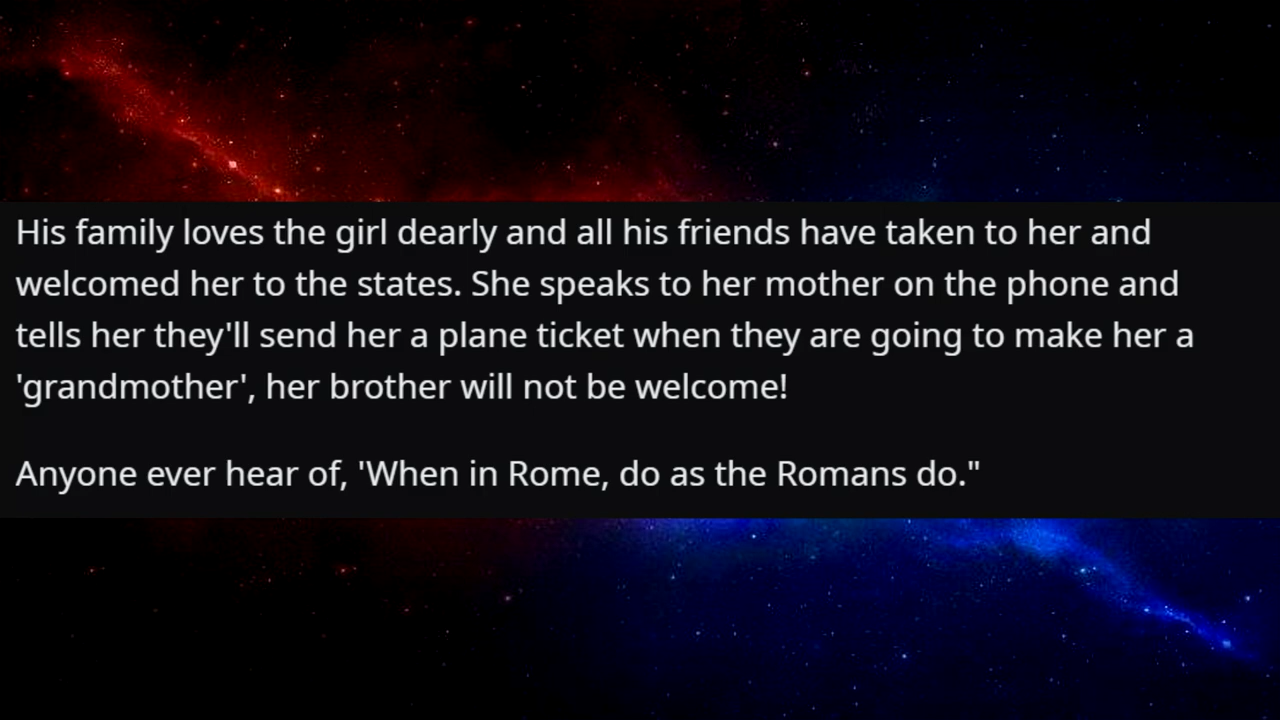 His family loves the girl dearly and all his friends have taken to her and
welcomed her to the states. She speaks to her mother on the phone and
tells her they'll send her a plane ticket when they are going to make her a
'grandmother', her brother will not be welcome!
Anyone ever hear of, 'When in Rome, do as the Romans do."